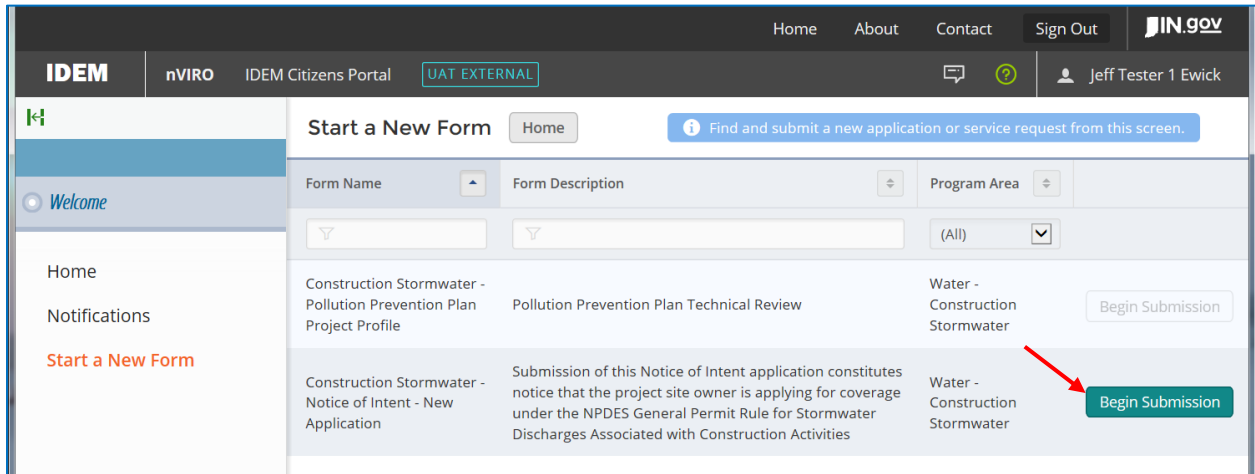 Home About Contact Sign Out IN.gov
IDEM nVIRO IDEM Citizens Portal UAT EXTERNAL Jeff Tester 1 Ewick
Start a New Form Home Find and submit a new application or service request from this screen.
Welcome
Home
Notifications
Start a New Form
Form Name Form Description Program Area
(All)
Construction Stormwater -
Pollution Prevention Plan
Project Profile
Pollution Prevention Plan Technical Review
Water -
Construction
Stormwater
Begin Submission
Construction Stormwater -
Notice of Intent - New
Application
Submission of this Notice of Intent application constitutes
notice that the project site owner is applying for coverage
under the NPDES General Permit Rule for Stormwater
Discharges Associated with Construction Activities
Water -
Construction
Stormwater
Begin Submission